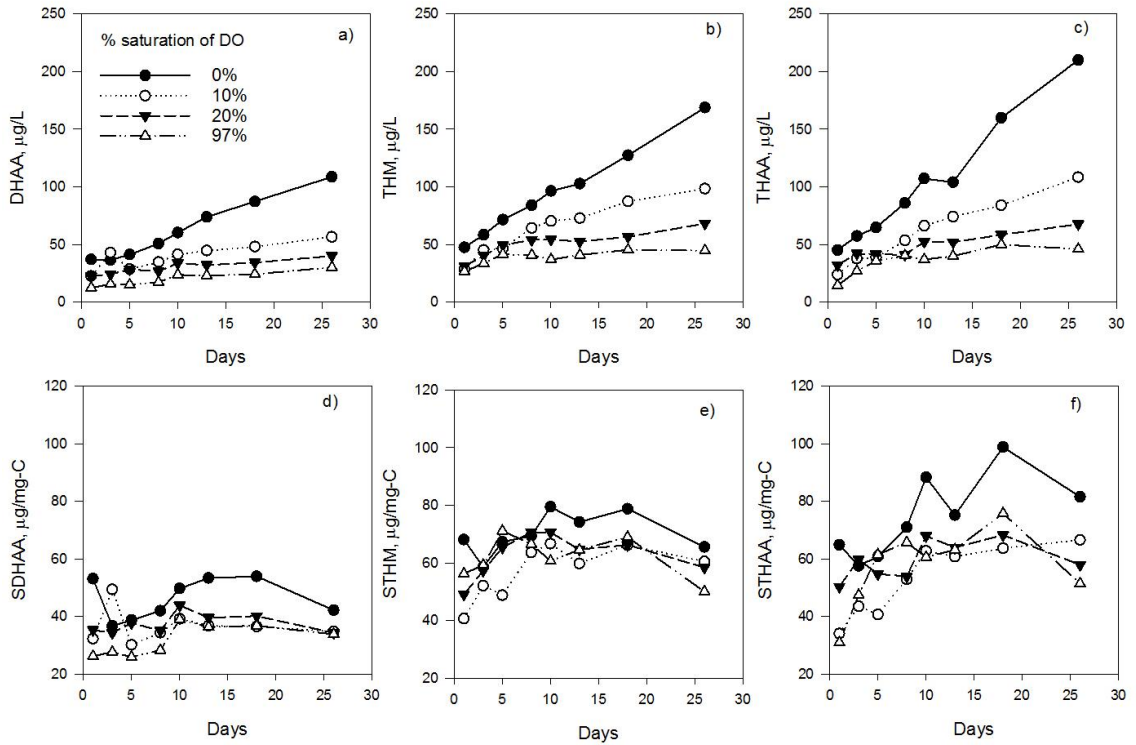 250
200
150
100
50
0
DHAA, µg/L
% saturation of DO
a)
0%
10%
20%
97%
0 5 10 15 20 25 30
Days
250
200
150
100
50
0
THM, µg/L
b)
0 5 10 15 20 25 30
Days
250
200
150
100
50
0
THAA, µg/L
c)
0 5 10 15 20 25 30
Days
120
100
80
60
40
20
SDHAA, µg/mg-C
d)
0 5 10 15 20 25 30
Days
120
100
80
60
40
20
STHM, µg/mg-C
e)
0 5 10 15 20 25 30
Days
120
100
80
60
40
20
STHAA, µg/mg-C
f)
0 5 10 15 20 25 30
Days